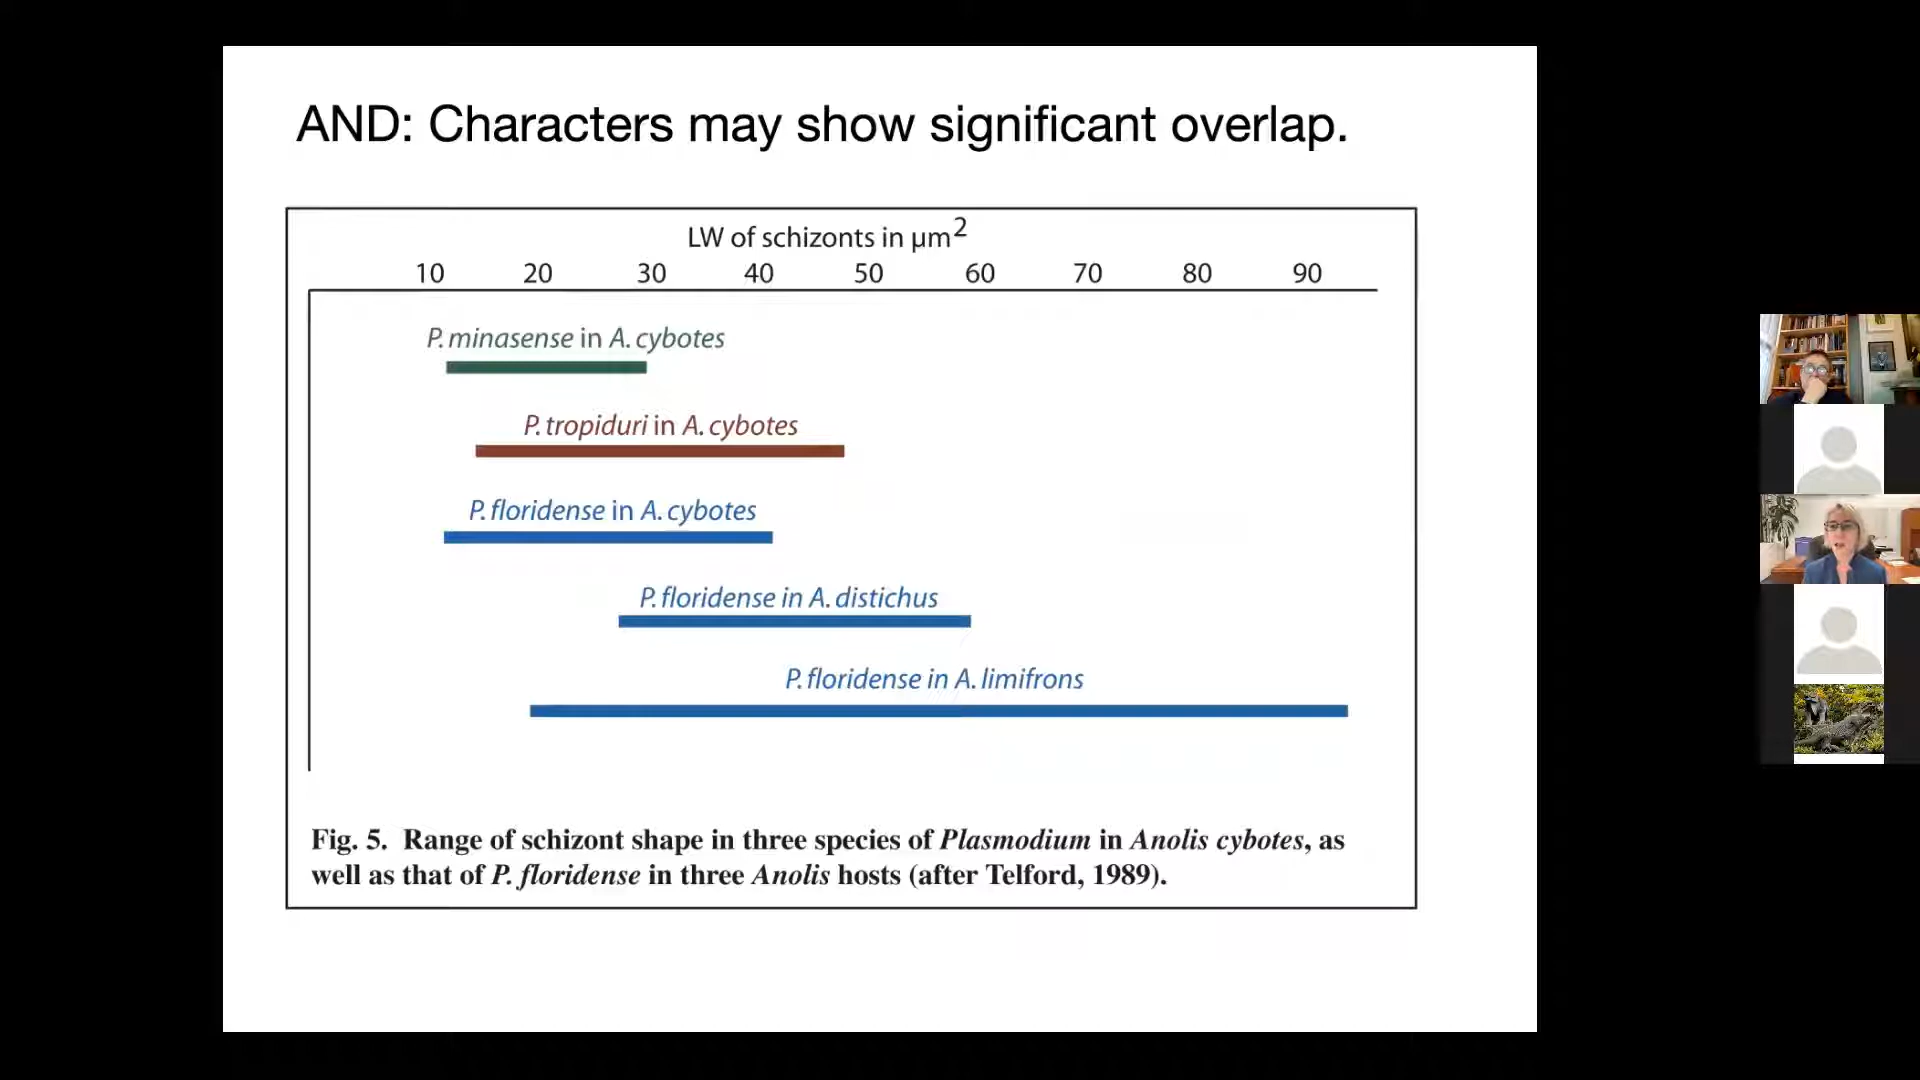 AND: Characters may show significant overlap.
LW of schizonts in µm²
10 20 30 40 50 60 70 80 90
P. minasense in A. cybotes
P. tropiduri in A. cybotes
P. floridense in A. cybotes
P. floridense in A. distichus
P. floridense in A. limifrons
Fig. 5. Range of schizont shape in three species of Plasmodium in Anolis cybotes, as
well as that of P. floridense in three Anolis hosts (after Telford, 1989).